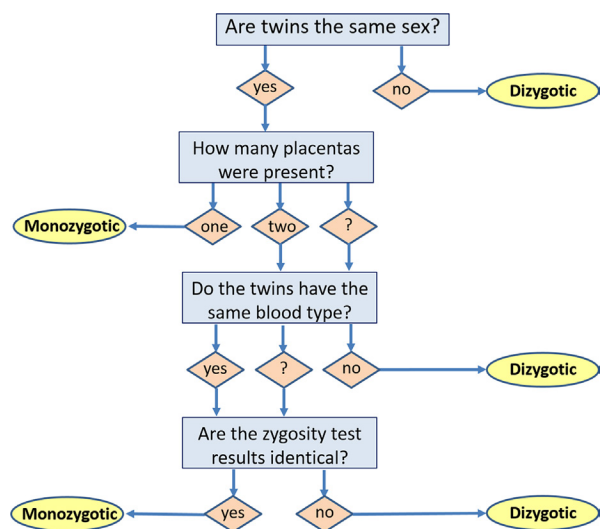 Are twins the same sex?
yes
no
Dizygotic
How many placentas
were present?
Monozygotic
one
two
?
Do the twins have the
same blood type?
yes
?
no
Dizygotic
Are the zygosity test
results identical?
Monozygotic
yes
no
Dizygotic